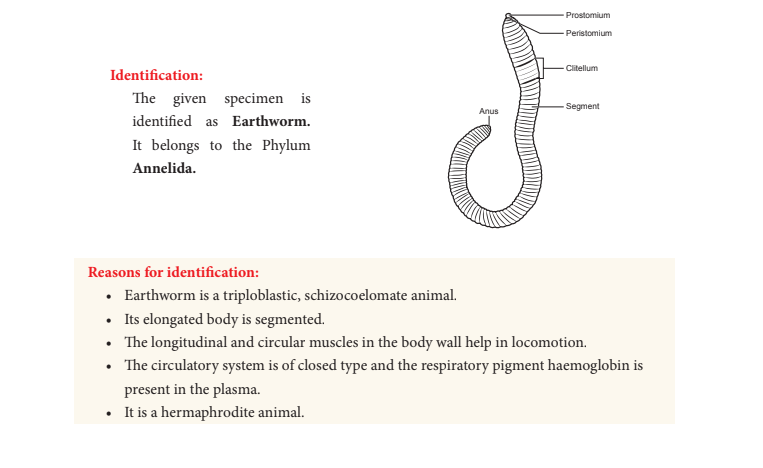 Identification:
The given specimen is
identified as Earthworm.
It belongs to the Phylum
Annelida.
Prostomium
Peristomium
Clitellum
Segment
Anus
Reasons for identification:
• Earthworm is a triploblastic, schizocoelomate animal.
• Its elongated body is segmented.
• The longitudinal and circular muscles in the body wall help in locomotion.
• The circulatory system is of closed type and the respiratory pigment haemoglobin is
present in the plasma.
• It is a hermaphrodite animal.